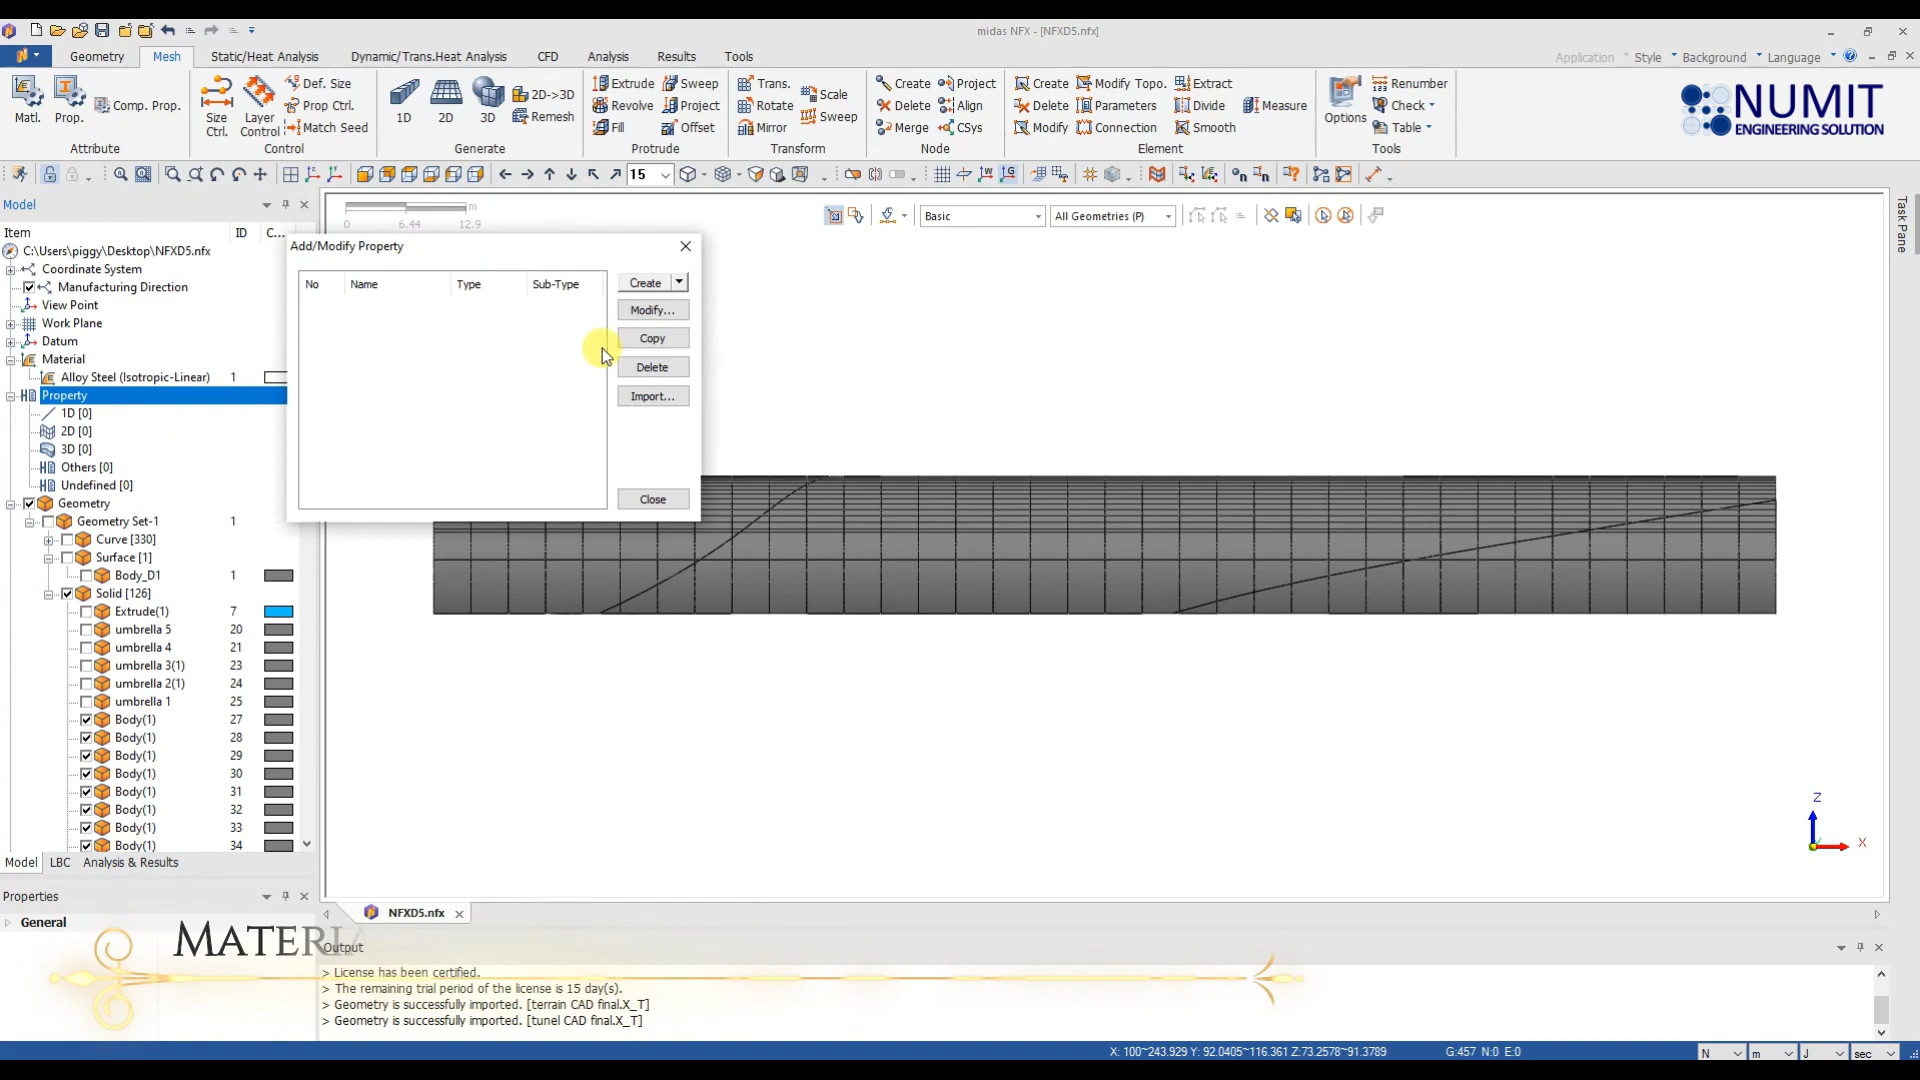 midas NFX - [NFXD5.nfx]
Geometry Mesh Static/Heat Analysis Dynamic/Trans.Heat Analysis CFD Analysis Results Tools
Application Style Background Language
Matl. Prop. Comp. Prop.
Attribute
Size Ctrl. Layer Control Def. Size
Prop Ctrl.
Match Seed
Control
1D 2D 3D 2D->3D
Remesh
Generate
Extrude Sweep
Revolve Project
Fill Offset
Protrude
Trans. Scale
Rotate Sweep
Mirror
Transform
Create Project
Delete Align
Merge CSys
Node
Create Modify Topo. Extract
Delete Parameters Divide Measure
Modify Connection Smooth
Element
Options Renumber
Check
Table
Tools
NUMIT
ENGINEERING SOLUTION
15
Model
Item ID C...
C:\Users\piggy\Desktop\NFXD5.nfx
Coordinate System
Manufacturing Direction
View Point
Work Plane
Datum
Material
Alloy Steel (Isotropic-Linear) 1
Property
1D [0]
2D [0]
3D [0]
Others [0]
Undefined [0]
Geometry
Geometry Set-1 1
Curve [330]
Surface [1]
Body_D1 1
Solid [126]
Extrude(1) 7
umbrella 5 20
umbrella 4 21
umbrella 3(1) 23
umbrella 2(1) 24
umbrella 1 25
Body(1) 27
Body(1) 28
Body(1) 29
Body(1) 30
Body(1) 31
Body(1) 32
Body(1) 33
Body(1) 34
Model LBC Analysis & Results
Properties
General
m
6.44 12.9
Basic All Geometries (P)
Task Pane
Add/Modify Property
No Name Type Sub-Type
Create
Modify...
Copy
Delete
Import...
Close
Z
X
NFXD5.nfx
MATERIA
Output
> License has been certified.
> The remaining trial period of the license is 15 day(s).
> Geometry is successfully imported. [terrain CAD final.X_T]
> Geometry is successfully imported. [tunel CAD final.X_T]
X: 100~243.929 Y: 92.0405~116.361 Z:73.2578~91.3789 G:457 N:0 E:0
N m J sec